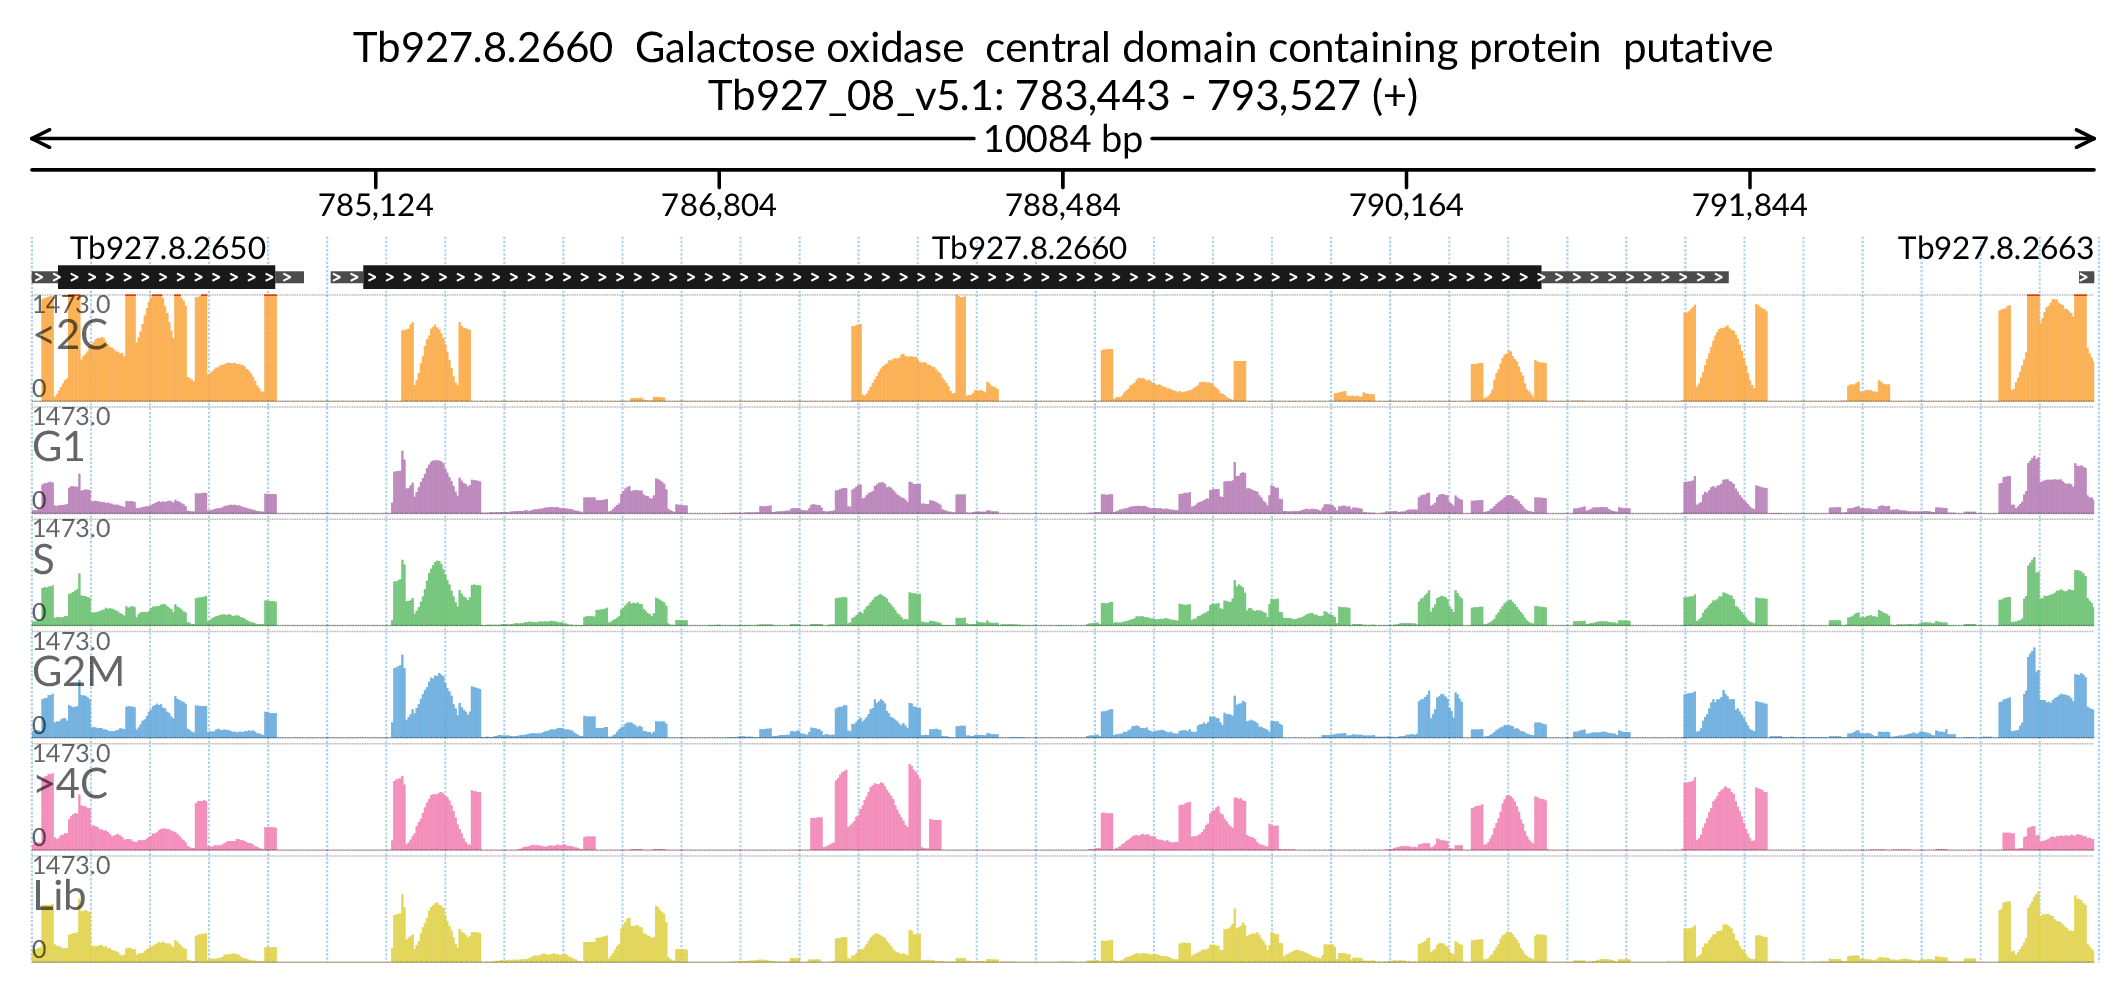 Tb927.8.2660 Galactose oxidase central domain containing protein putative
Tb927_08_v5.1: 783,443 - 793,527 (+)
10084 bp
785,124 786,804 788,484 790,164 791,844
Tb927.8.2650 Tb927.8.2660 Tb927.8.2663
1473.0
<2C
0
1473.0
G1
0
1473.0
S
0
1473.0
G2M
0
1473.0
>4C
0
1473.0
Lib
0